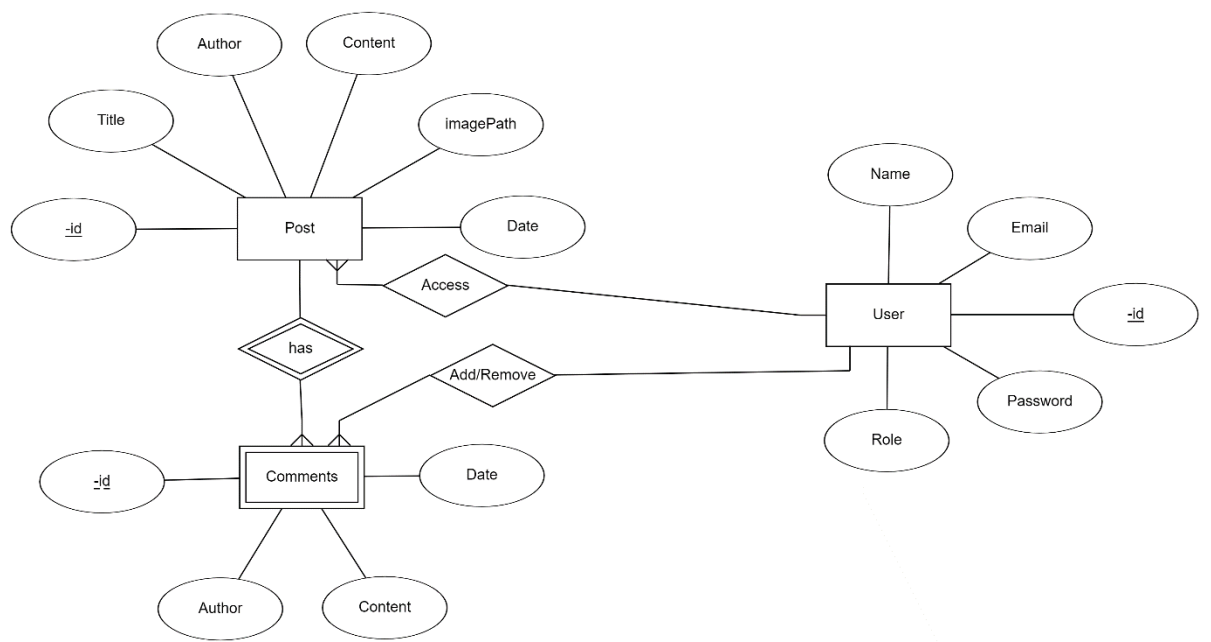 Author
Content
Title
imagePath
-id
Post
Date
Access
Name
Email
User
-id
has
Add/Remove
Password
Role
-id
Comments
Date
Author
Content